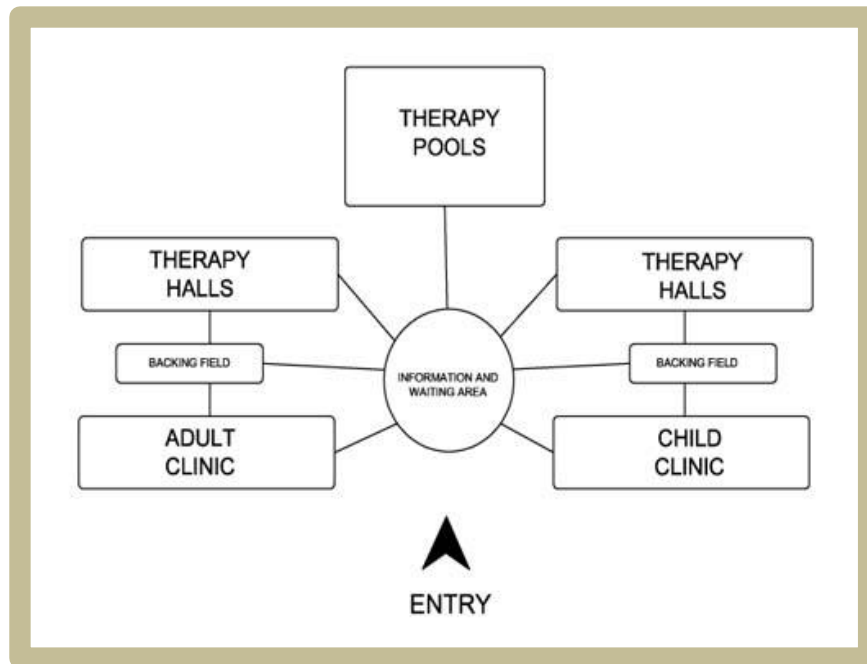 THERAPY
POOLS
THERAPY
HALLS
THERAPY
HALLS
BACKING FIELD
INFORMATION AND
WAITING AREA
BACKING FIELD
ADULT
CLINIC
CHILD
CLINIC
ENTRY